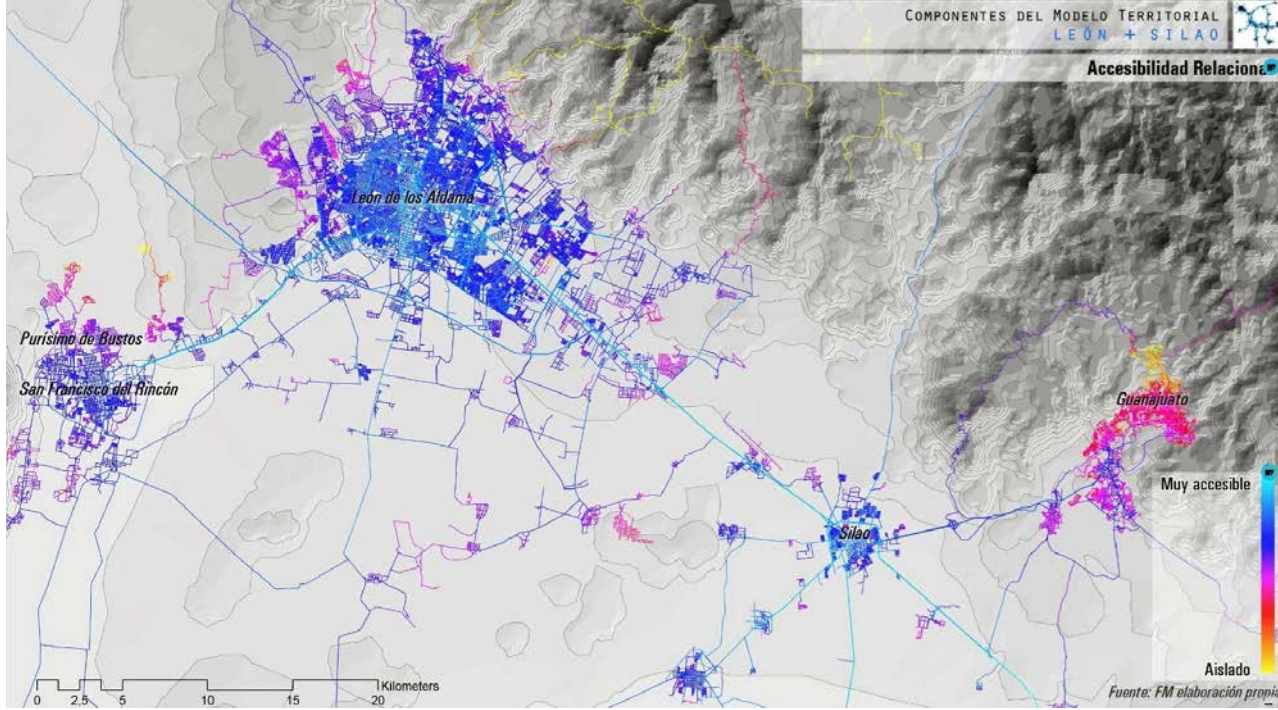 COMPONENTES DEL MODELO TERRITORIAL
LEÓN + SILAO
Accesibilidad Relaciona
León de los Aldama
Purísimo de Bustos
San Francisco del Rincón
Guanajuato
Muy accesible
Silao
Aislado
Kilometers
0 2,5 5 10 15 20
Fuente: FM elaboración propia